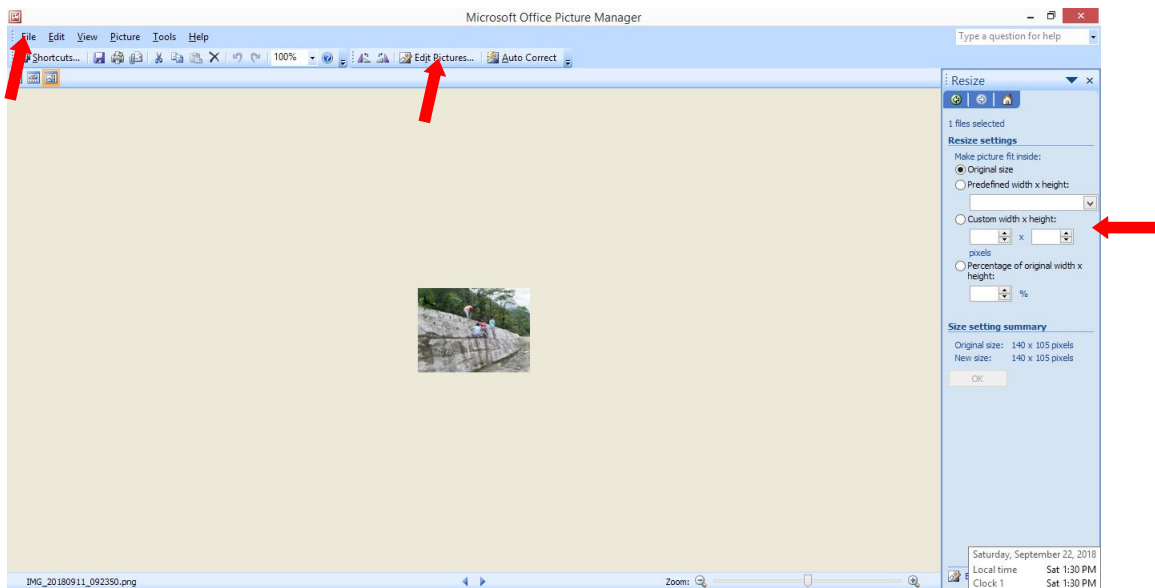 Microsoft Office Picture Manager
File Edit View Picture Tools Help
Type a question for help
Shortcuts... 100% Edit Pictures... Auto Correct
Resize
1 files selected
Resize settings
Make picture fit inside:
Original size
Predefined width x height:
Custom width x height:
x
pixels
Percentage of original width x
height:
%
Size setting summary
Original size: 140 x 105 pixels
New size: 140 x 105 pixels
OK
Saturday, September 22, 2018
Local time Sat 1:30 PM
Clock 1 Sat 1:30 PM
IMG_20180911_092350.png
Zoom: